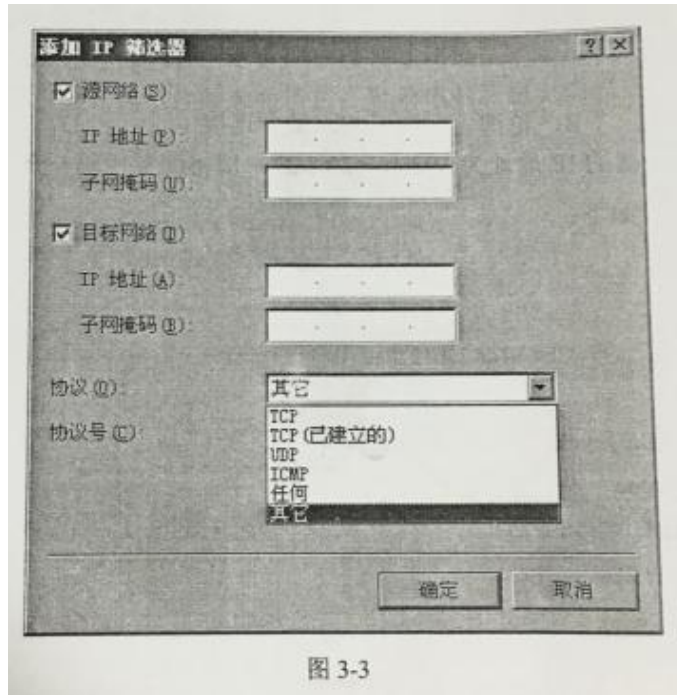 添加 IP 筛选器
源网络(S)
IP 地址(P):
子网掩码(U):
目标网络(D)
IP 地址(A)
子网掩码(B):
协议(O):
其它
TCP
TCP(已建立的)
UDP
ICMP
任何
其它
协议号(C):
确定
取消
图 3-3